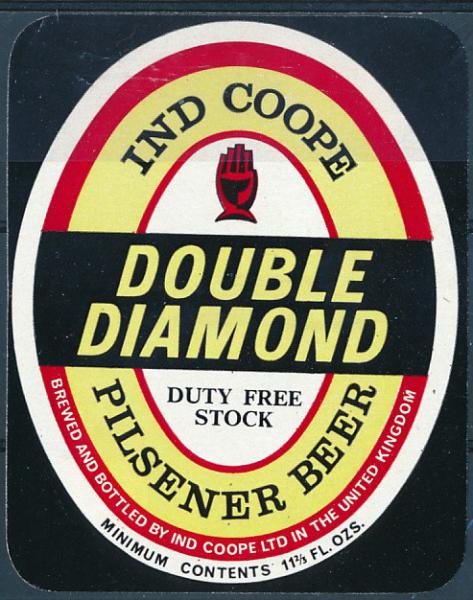 IND COOPE
DOUBLE
DIAMOND
DUTY FREE
STOCK
PILSENER BEER
BREWED AND BOTTLED BY IND COOPE LTD IN THE UNITED KINGDOM
MINIMUM CONTENTS 11⅔ FL. OZS.